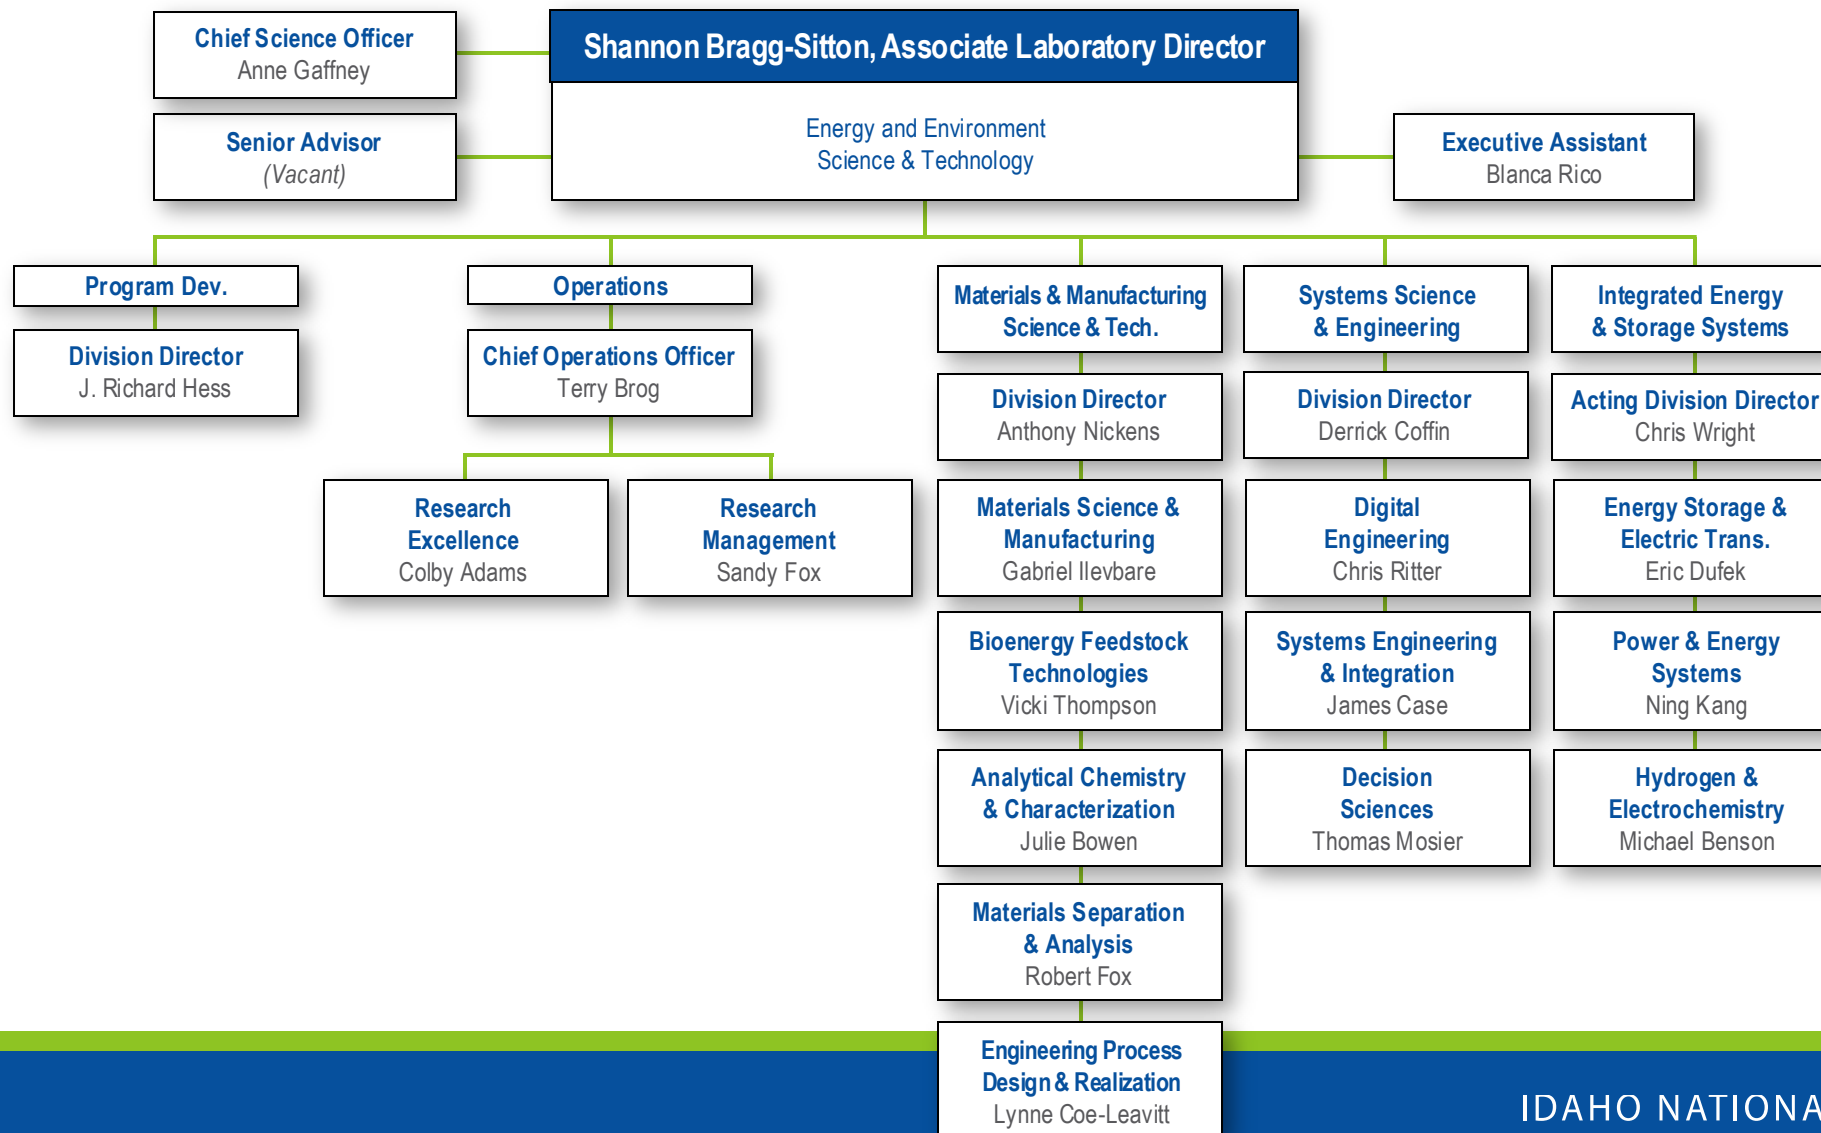 Chief Science Officer
Anne Gaffney
Shannon Bragg-Sitton, Associate Laboratory Director
Energy and Environment
Science & Technology
Senior Advisor
(Vacant)
Executive Assistant
Blanca Rico
Program Dev.
Division Director
J. Richard Hess
Operations
Chief Operations Officer
Terry Brog
Research
Excellence
Colby Adams
Research
Management
Sandy Fox
Materials & Manufacturing
Science & Tech.
Division Director
Anthony Nickens
Materials Science &
Manufacturing
Gabriel Ilevbare
Bioenergy Feedstock
Technologies
Vicki Thompson
Analytical Chemistry
& Characterization
Julie Bowen
Materials Separation
& Analysis
Robert Fox
Engineering Process
Design & Realization
Lynne Coe-Leavitt
Systems Science
& Engineering
Division Director
Derrick Coffin
Digital
Engineering
Chris Ritter
Systems Engineering
& Integration
James Case
Decision
Sciences
Thomas Mosier
Integrated Energy
& Storage Systems
Acting Division Director
Chris Wright
Energy Storage &
Electric Trans.
Eric Dufek
Power & Energy
Systems
Ning Kang
Hydrogen &
Electrochemistry
Michael Benson
IDAHO NATIONA